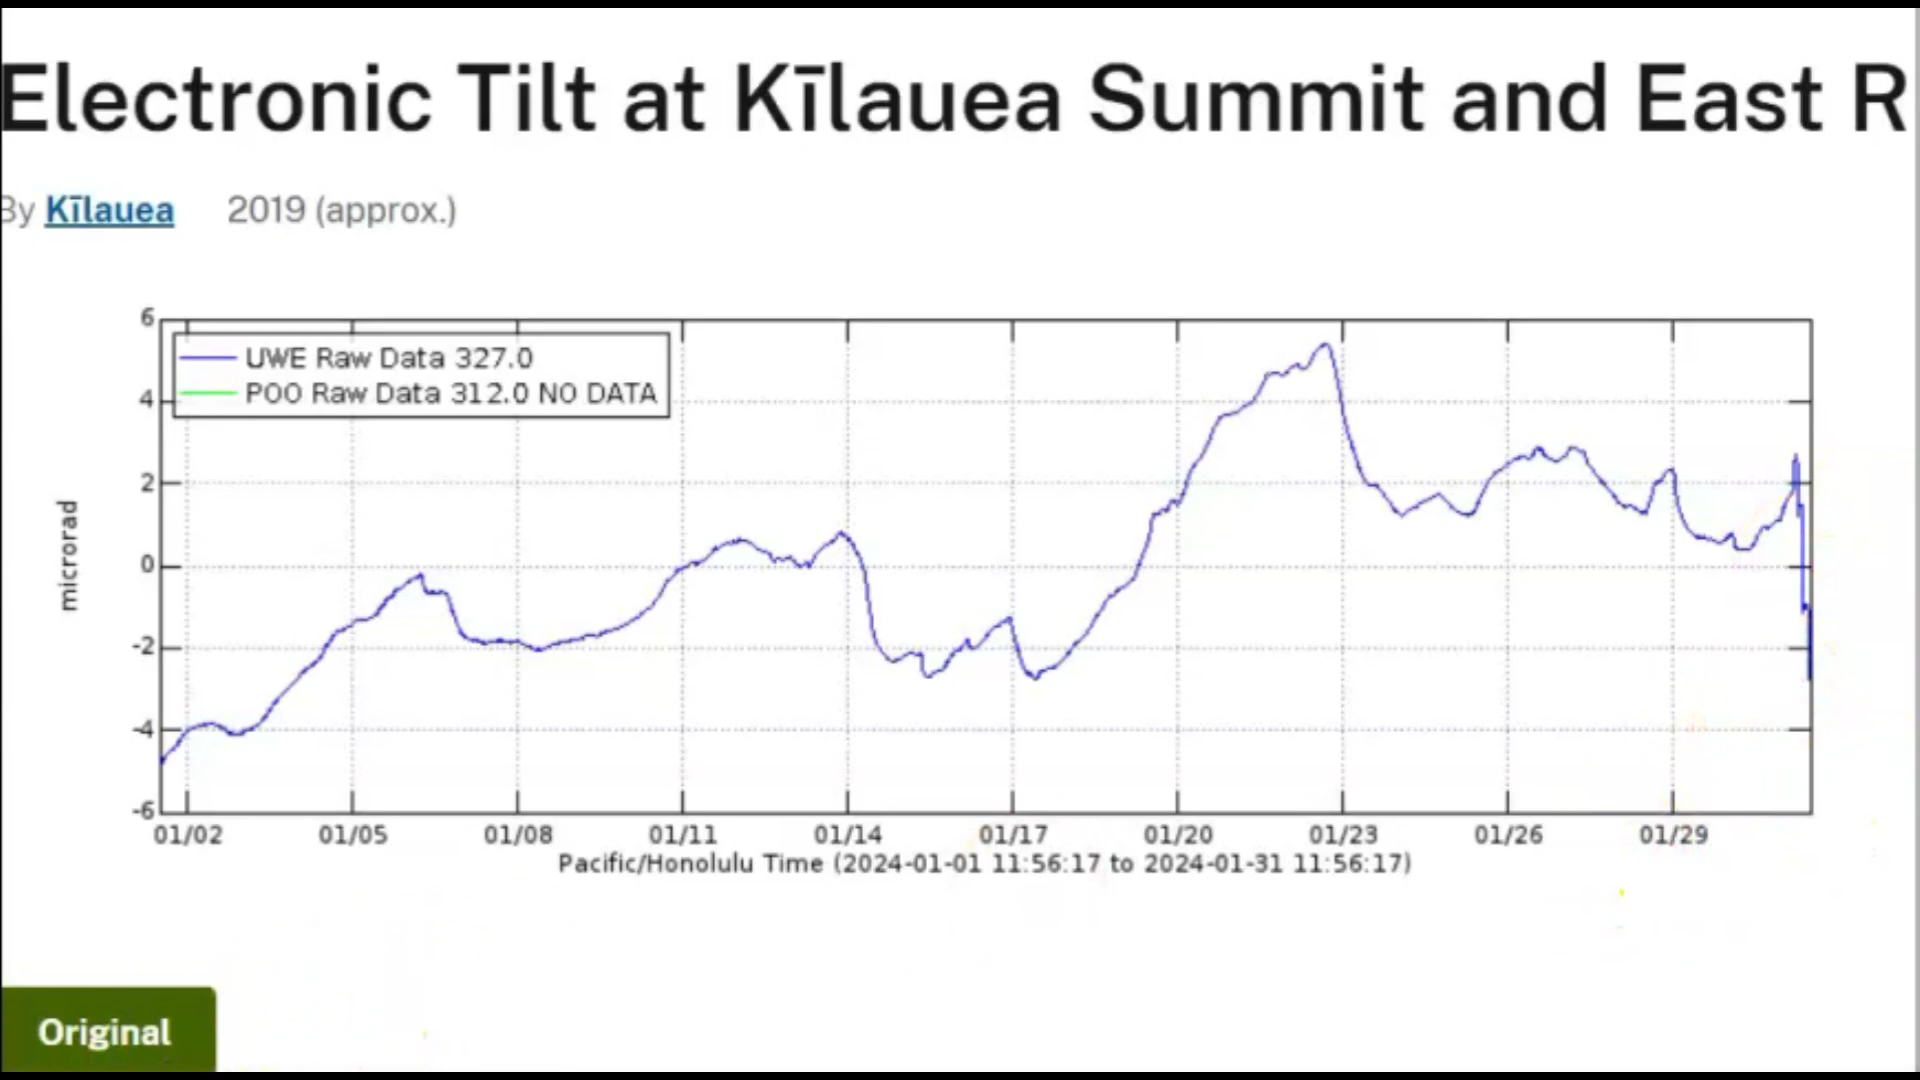 Electronic Tilt at Kīlauea Summit and East R
By Kīlauea 2019 (approx.)
UWE Raw Data 327.0
POO Raw Data 312.0 NO DATA
6
4
2
0
-2
-4
-6
microrad
01/02 01/05 01/08 01/11 01/14 01/17 01/20 01/23 01/26 01/29
Pacific/Honolulu Time (2024-01-01 11:56:17 to 2024-01-31 11:56:17)
Original